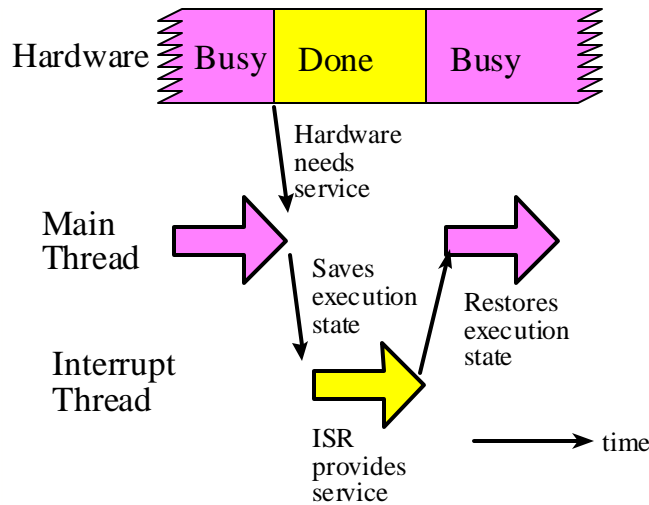 Hardware Busy Done Busy
Hardware
needs
service
Main
Thread
Saves
execution
state
Restores
execution
state
Interrupt
Thread
ISR
provides
service
time